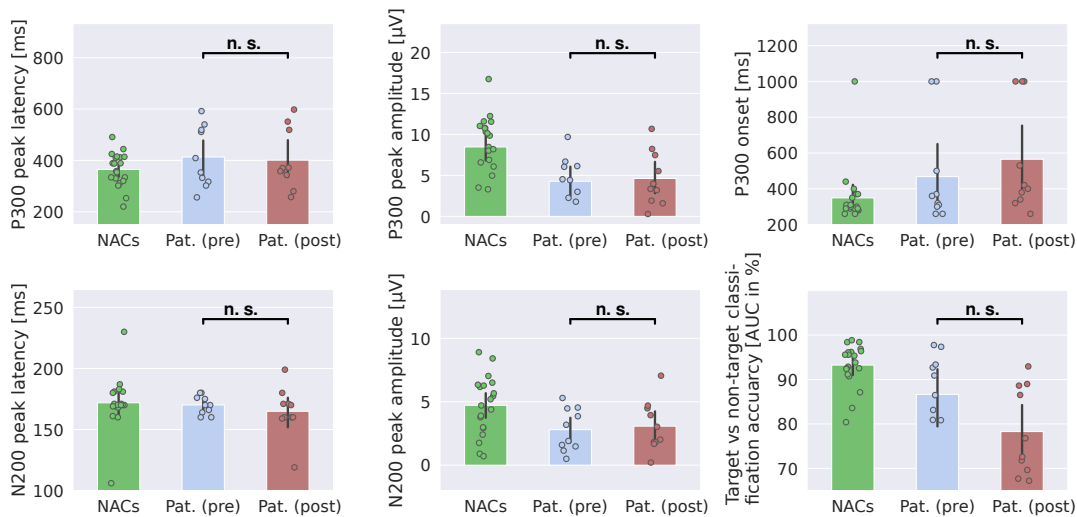 P300 peak latency [ms]
800
600
400
200
n. s.
NACs Pat. (pre) Pat. (post)
P300 peak amplitude [µV]
20
15
10
5
0
n. s.
NACs Pat. (pre) Pat. (post)
P300 onset [ms]
1200
1000
800
600
400
200
n. s.
NACs Pat. (pre) Pat. (post)
N200 peak latency [ms]
250
200
150
100
n. s.
NACs Pat. (pre) Pat. (post)
N200 peak amplitude [µV]
10
5
0
n. s.
NACs Pat. (pre) Pat. (post)
Target vs non-target classi-
fication accuarcy [AUC in %]
100
90
80
70
n. s.
NACs Pat. (pre) Pat. (post)